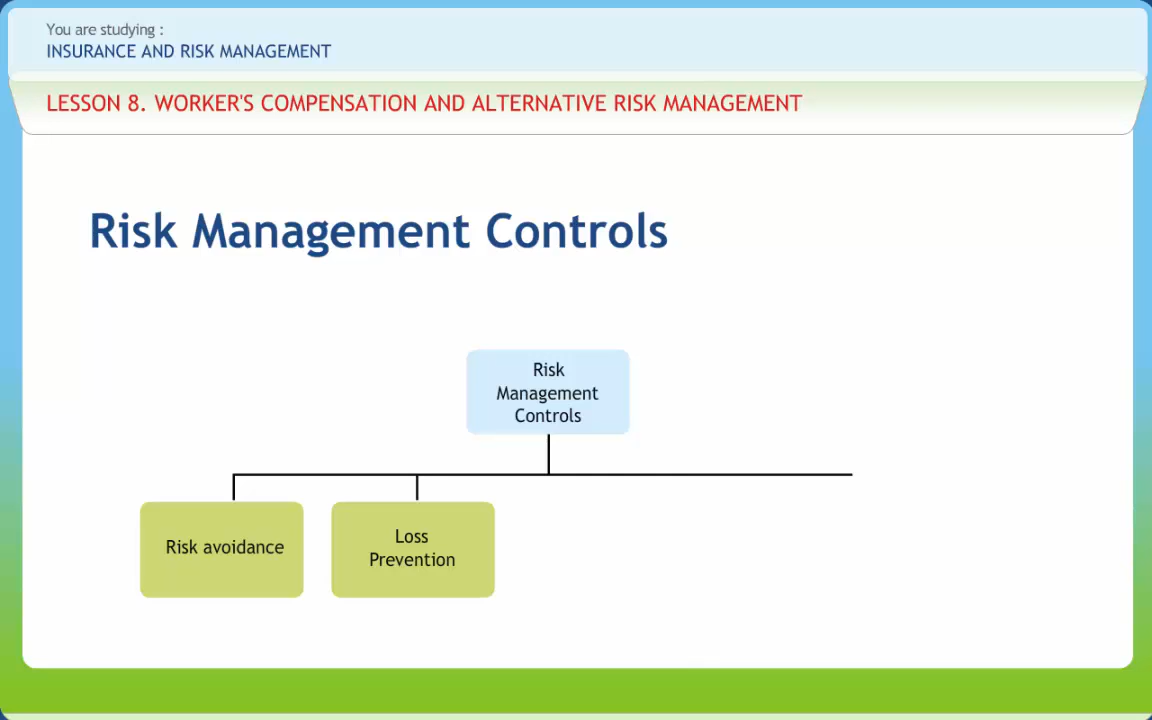 You are studying :
INSURANCE AND RISK MANAGEMENT
LESSON 8. WORKER'S COMPENSATION AND ALTERNATIVE RISK MANAGEMENT
Risk Management Controls
Risk
Management
Controls
Risk avoidance
Loss
Prevention